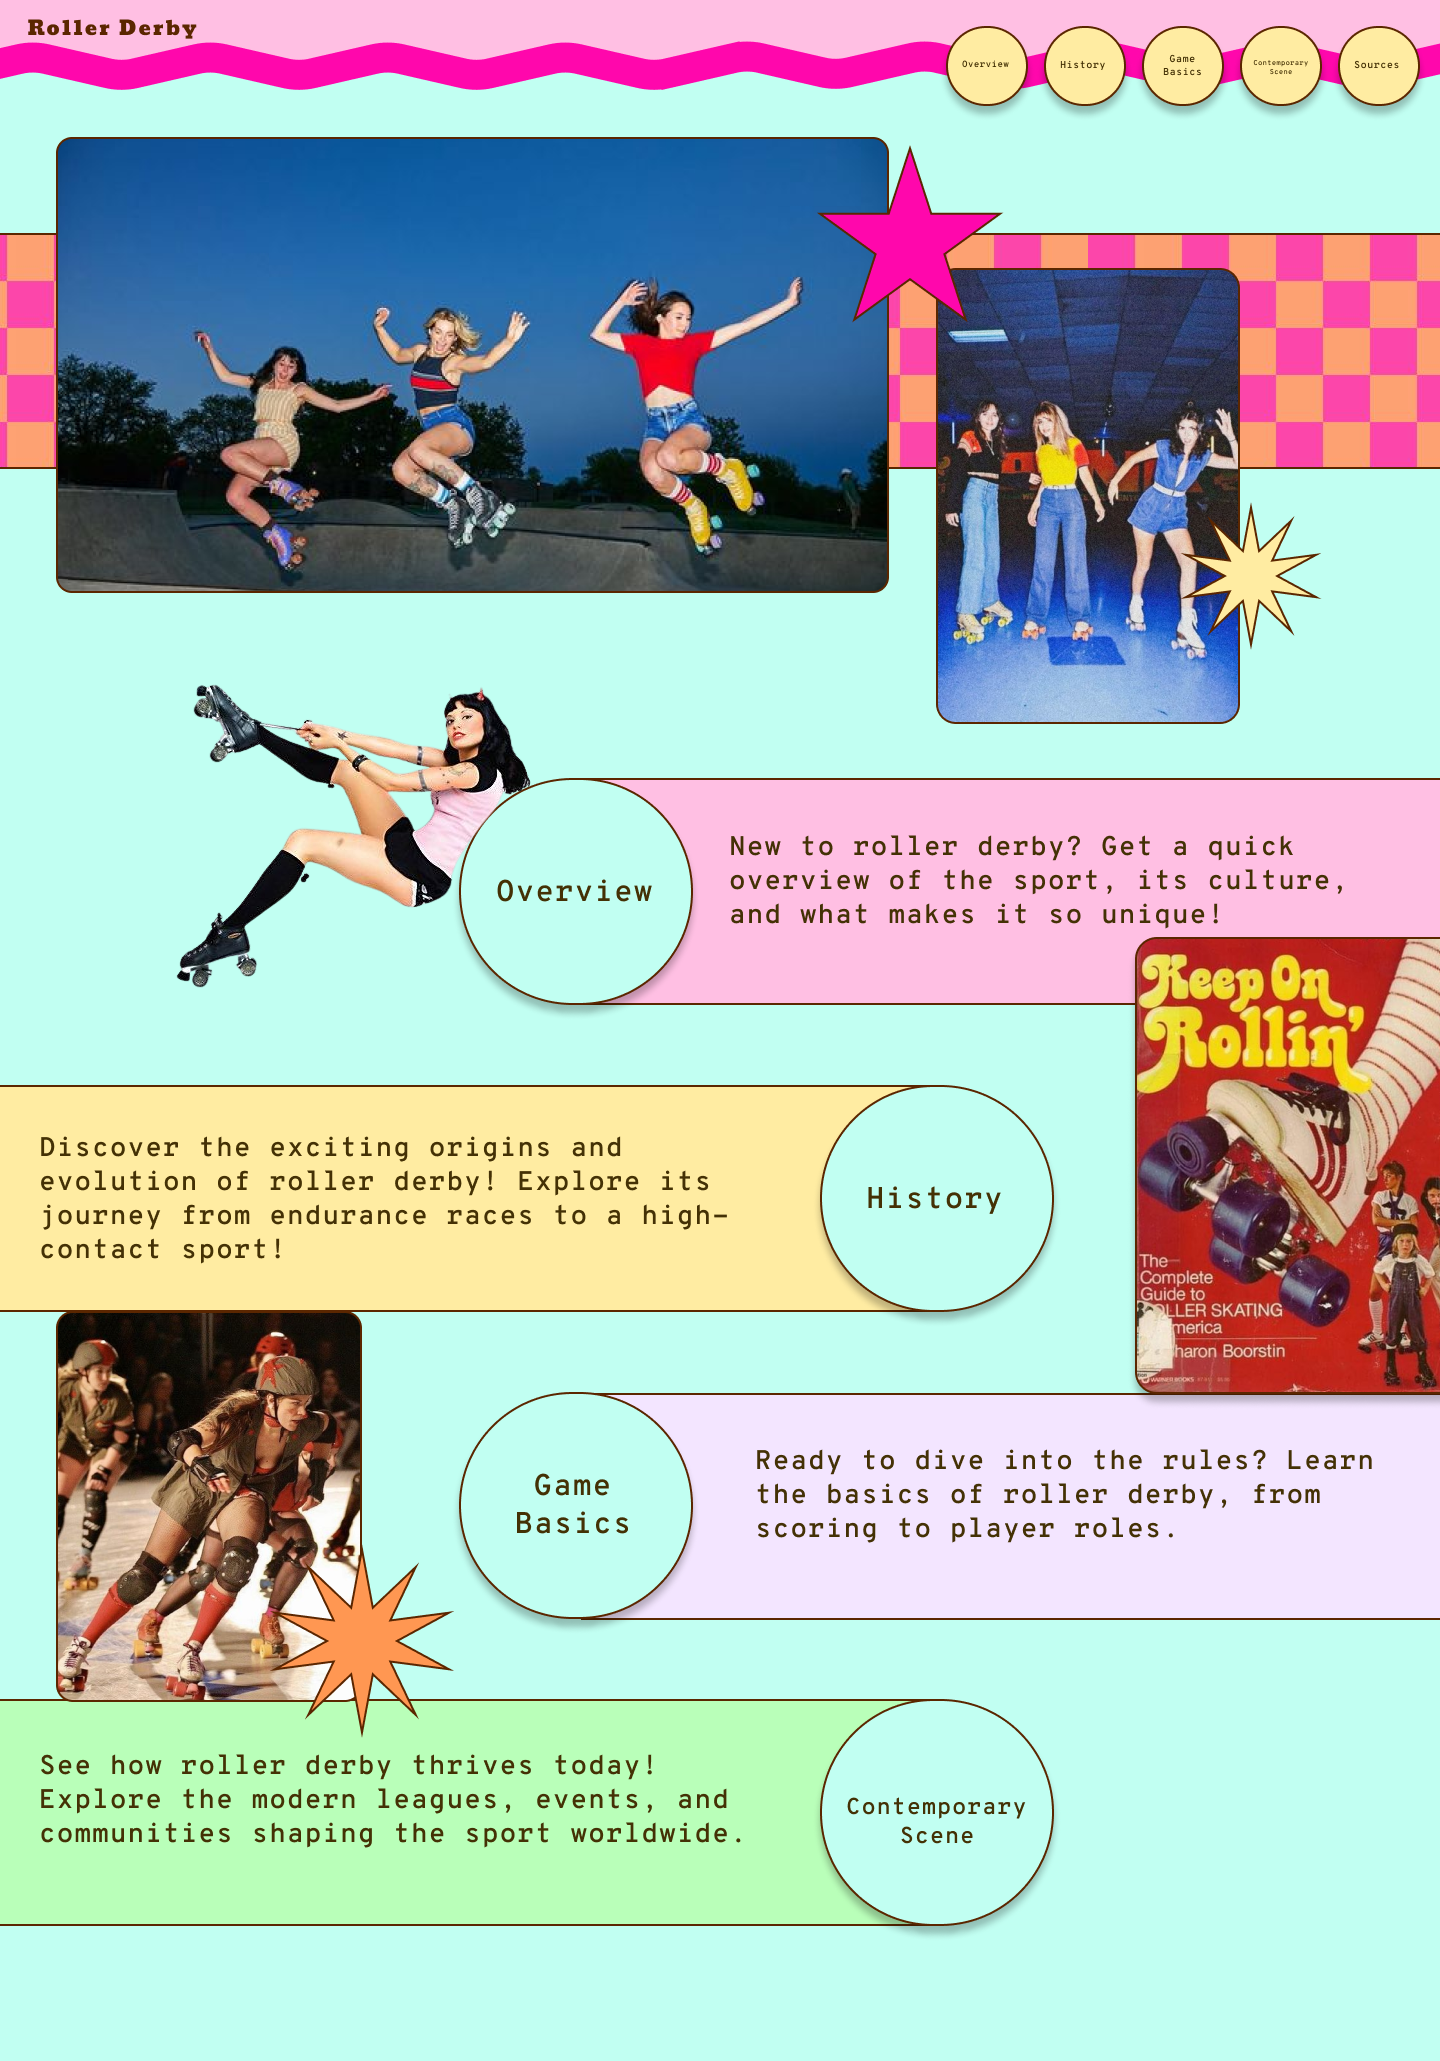 Roller Derby
Overview
History
Game
Basics
Contemporary
Scene
Sources
Overview
New to roller derby? Get a quick
overview of the sport, its culture,
and what makes it so unique!
Keep On
Rollin'
The
Complete
Guide to
LLER SKATING
merica
haron Boorstin
WARNER BOOKS
Discover the exciting origins and
evolution of roller derby! Explore its
journey from endurance races to a high-
contact sport!
History
Game
Basics
Ready to dive into the rules? Learn
the basics of roller derby, from
scoring to player roles.
See how roller derby thrives today!
Explore the modern leagues, events, and
communities shaping the sport worldwide.
Contemporary
Scene